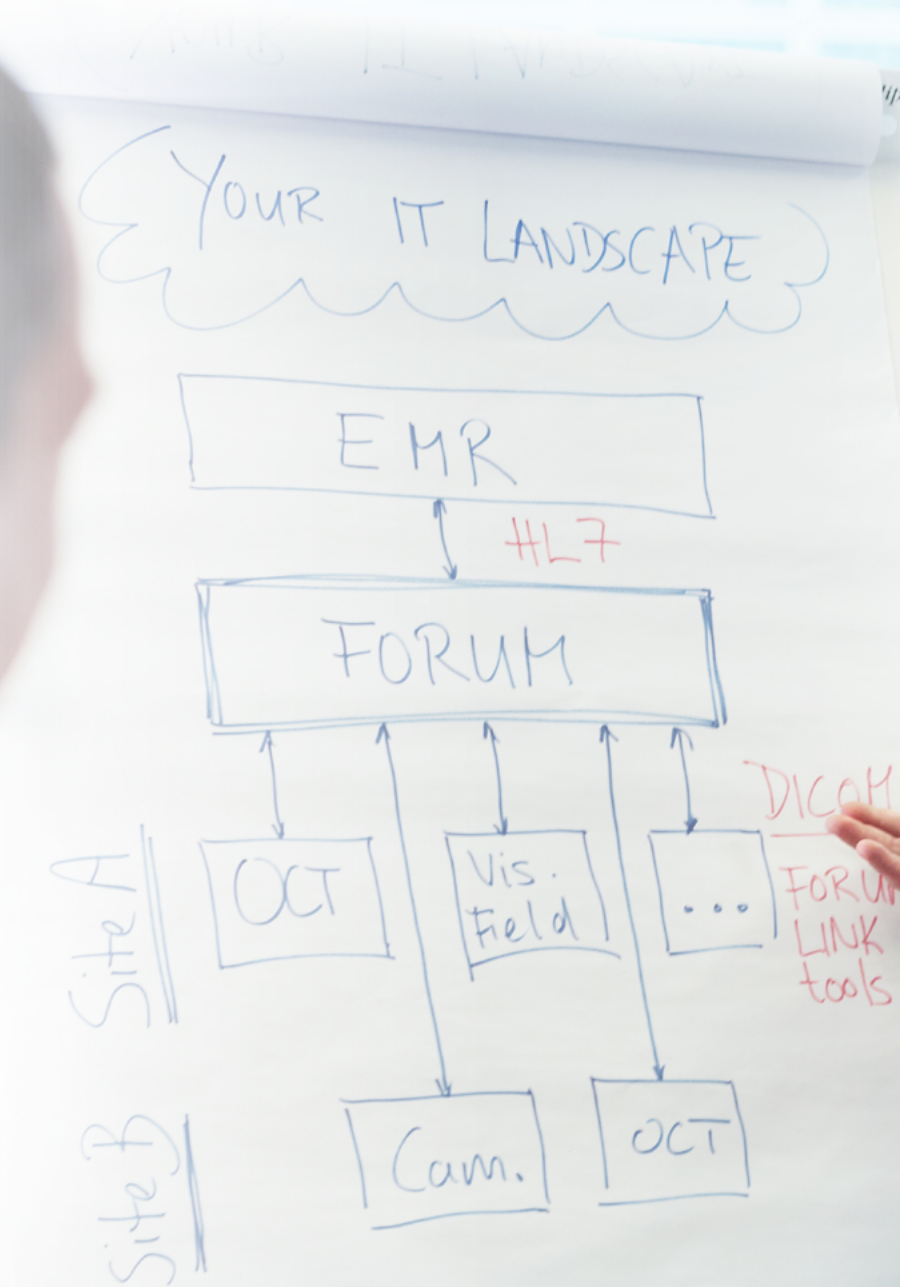 YOUR IT LANDSCAPE
EMR
HL7
FORUM
DICOM
Site A
OCT
Vis.
Field
...
FORUM
LINK
tools
Site B
Cam.
OCT